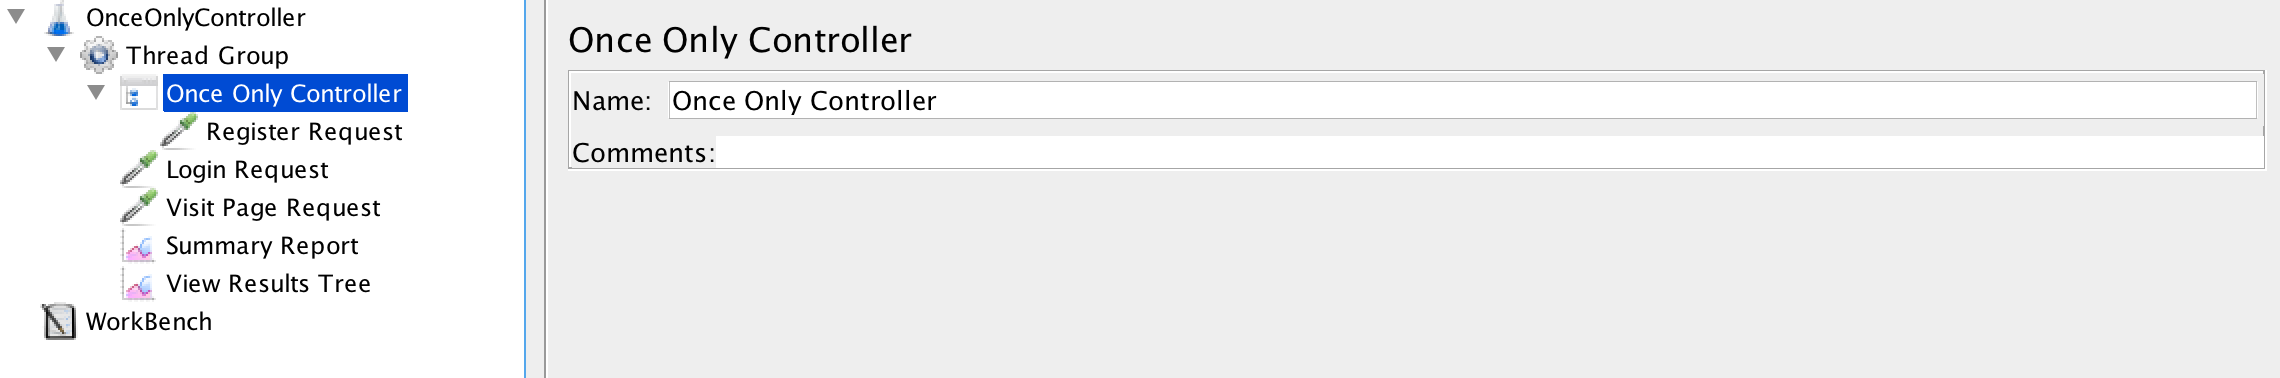 OnceOnlyController
Thread Group
Once Only Controller
Register Request
Login Request
Visit Page Request
Summary Report
View Results Tree
WorkBench
Once Only Controller
Name: Once Only Controller
Comments: